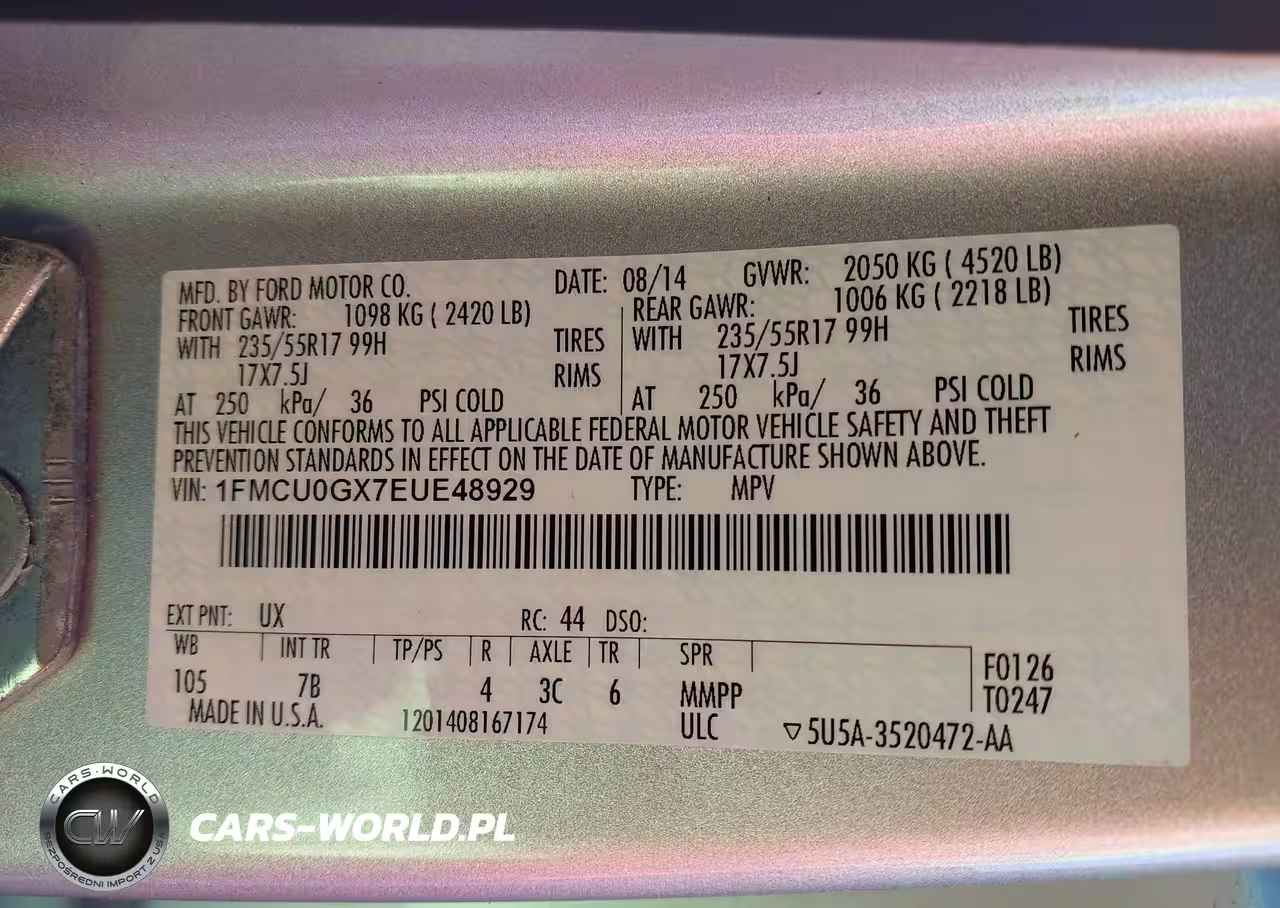 MFD. BY FORD MOTOR CO. DATE: 08/14 GVWR: 2050 KG ( 4520 LB)
FRONT GAWR: 1098 KG ( 2420 LB) REAR GAWR: 1006 KG ( 2218 LB)
WITH 235/55R17 99H TIRES WITH 235/55R17 99H TIRES
17X7.5J RIMS 17X7.5J RIMS
AT 250 kPa/ 36 PSI COLD AT 250 kPa/ 36 PSI COLD
THIS VEHICLE CONFORMS TO ALL APPLICABLE FEDERAL MOTOR VEHICLE SAFETY AND THEFT
PREVENTION STANDARDS IN EFFECT ON THE DATE OF MANUFACTURE SHOWN ABOVE.
VIN: 1FMCU0GX7EUE48929 TYPE: MPV
EXT PNT: UX RC: 44 DSO:
WB INT TR TP/PS R AXLE TR SPR
105 7B 4 3C 6 MMPP F0126
T0247
MADE IN U.S.A. 1201408167174 ULC ▽5U5A-3520472-AA
CARS-WORLD
CW
BEZPOŚREDNI IMPORT Z USA
CARS-WORLD.PL